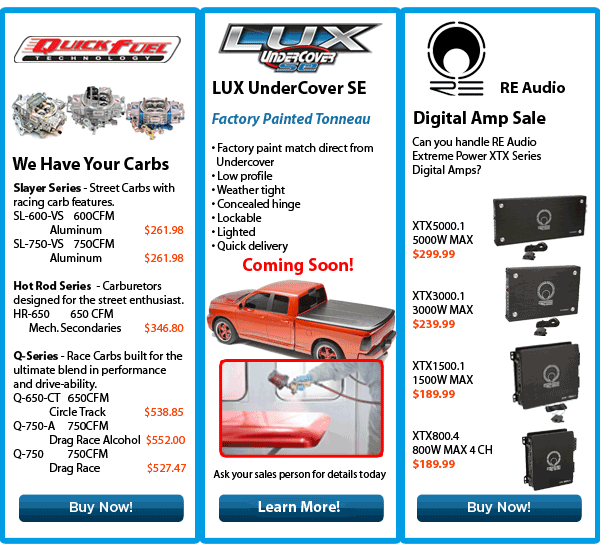 QUICK FUEL
TECHNOLOGY
We Have Your Carbs
Slayer Series - Street Carbs with
racing carb features.
SL-600-VS 600CFM
Aluminum $261.98
SL-750-VS 750CFM
Aluminum $261.98
Hot Rod Series - Carburetors
designed for the street enthusiast.
HR-650 650 CFM
Mech. Secondaries $346.80
Q-Series - Race Carbs built for the
ultimate blend in performance
and drive-ability.
Q-650-CT 650CFM
Circle Track $538.85
Q-750-A 750CFM
Drag Race Alcohol $552.00
Q-750 750CFM
Drag Race $527.47
Buy Now!
LUX
UNDERCOVER
SE
LUX UnderCover SE
Factory Painted Tonneau
• Factory paint match direct from
Undercover
• Low profile
• Weather tight
• Concealed hinge
• Lockable
• Lighted
• Quick delivery
Coming Soon!
Ask your sales person for details today
Learn More!
RE
RE Audio
Digital Amp Sale
Can you handle RE Audio
Extreme Power XTX Series
Digital Amps?
XTX5000.1
5000W MAX
$299.99
XTX3000.1
3000W MAX
$239.99
XTX1500.1
1500W MAX
$189.99
XTX800.4
800W MAX 4 CH
$189.99
Buy Now!